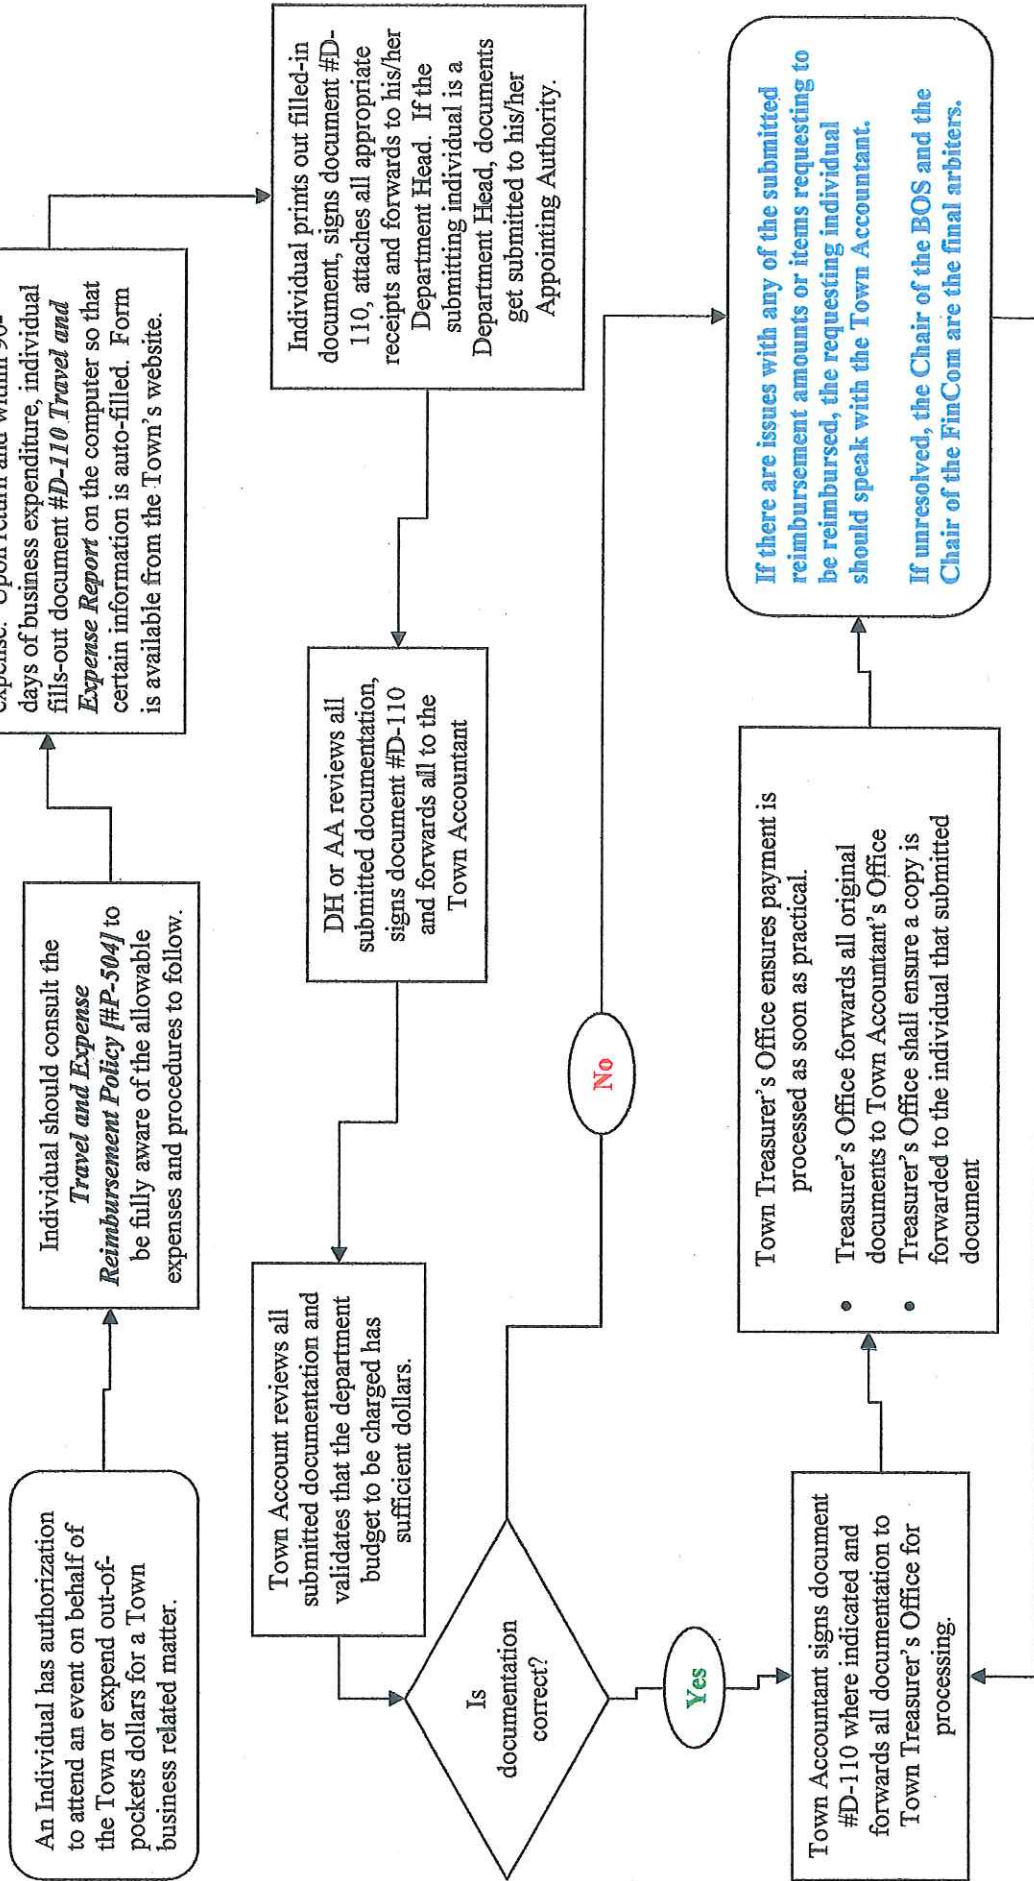 An Individual has authorization
to attend an event on behalf of
the Town or expend out-of-
pockets dollars for a Town
business related matter.
Individual should consult the
Travel and Expense
Reimbursement Policy [#P-504] to
be fully aware of the allowable
expenses and procedures to follow.
expense. Upon return and within 90-
days of business expenditure, individual
fills-out document #D-110 Travel and
Expense Report on the computer so that
certain information is auto-filled. Form
is available from the Town's website.
Individual prints out filled-in
document, signs document #D-
110, attaches all appropriate
receipts and forwards to his/her
Department Head. If the
submitting individual is a
Department Head, documents
get submitted to his/her
Appointing Authority.
DH or AA reviews all
submitted documentation,
signs document #D-110
and forwards all to the
Town Accountant
Town Account reviews all
submitted documentation and
validates that the department
budget to be charged has
sufficient dollars.
Is
documentation
correct?
Yes
No
Town Accountant signs document
#D-110 where indicated and
forwards all documentation to
Town Treasurer's Office for
processing.
Town Treasurer's Office ensures payment is
processed as soon as practical.
• Treasurer's Office forwards all original
documents to Town Accountant's Office
• Treasurer's Office shall ensure a copy is
forwarded to the individual that submitted
document
If there are issues with any of the submitted
reimbursement amounts or items requesting to
be reimbursed, the requesting individual
should speak with the Town Accountant.
If unresolved, the Chair of the BOS and the
Chair of the FinCom are the final arbiters.